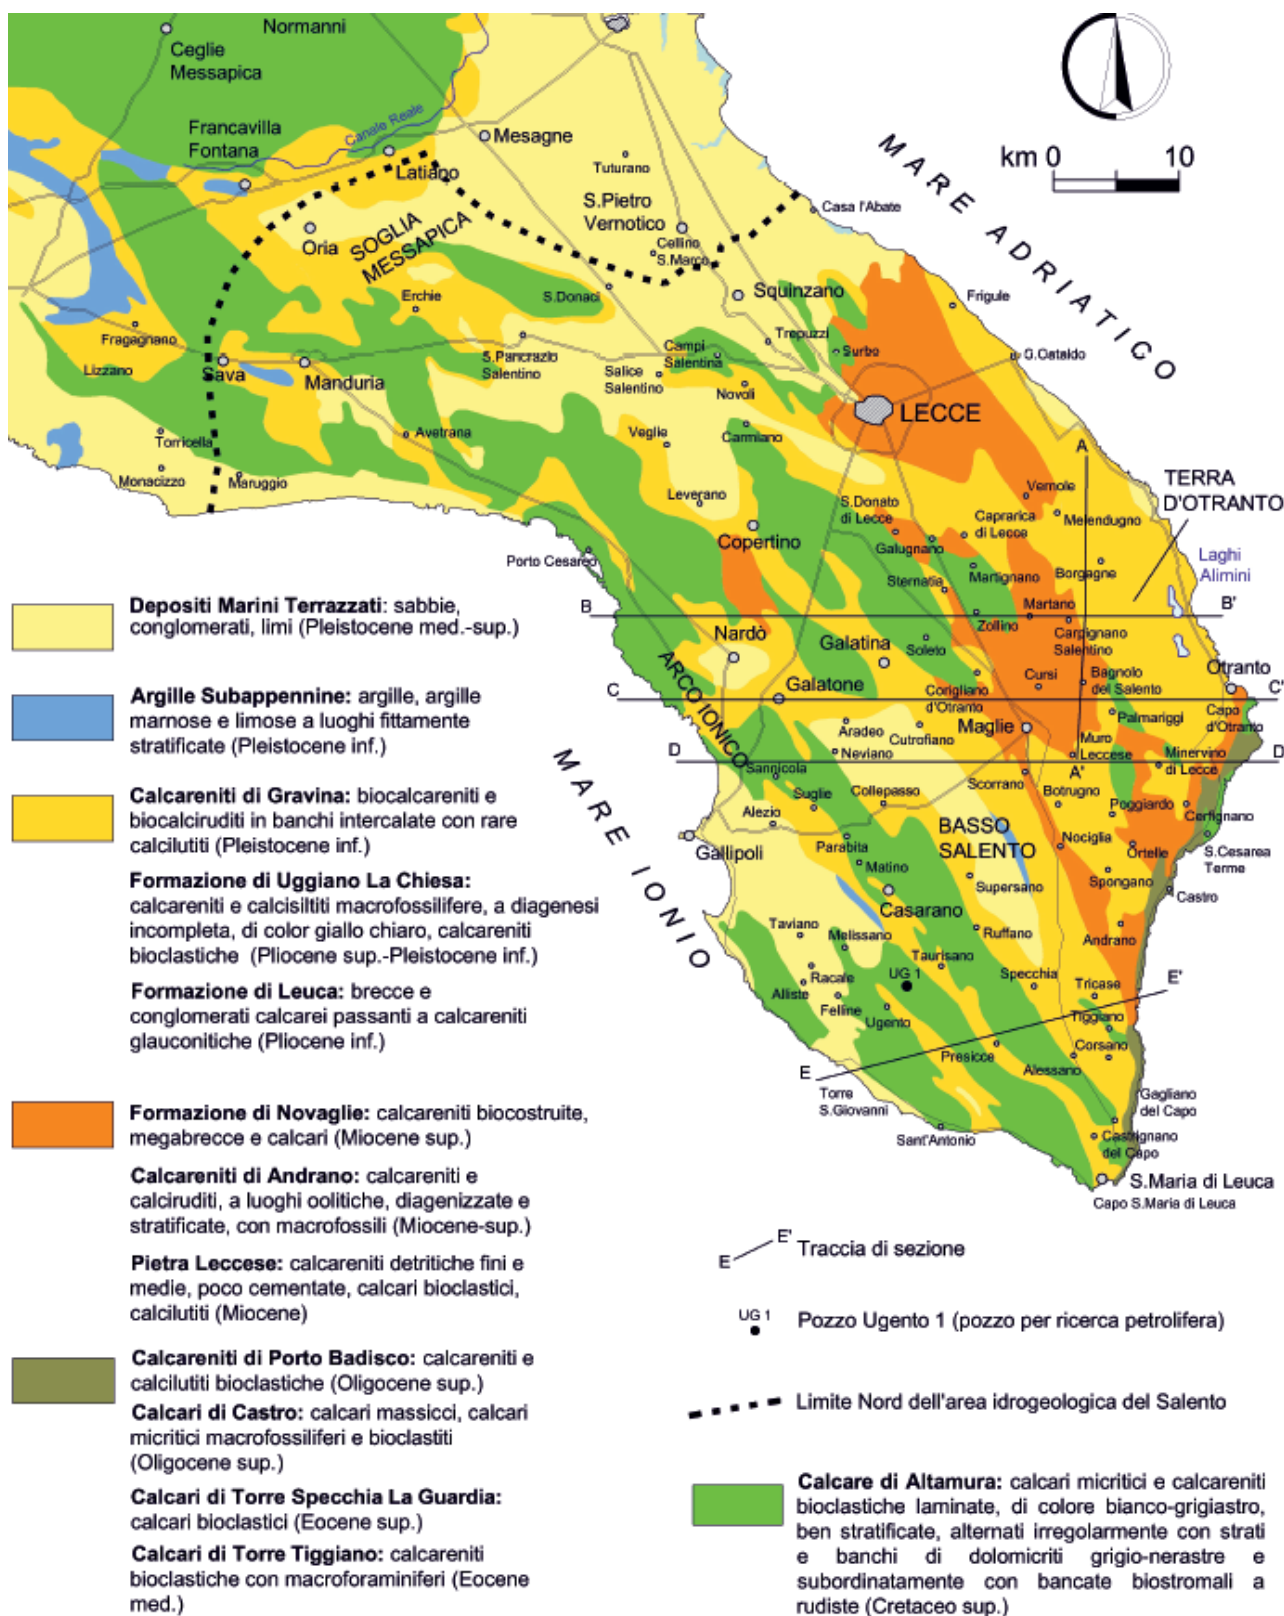 Normanni
Ceglie
Messapica
Francavilla
Fontana
Canale Reale
Latiano
Mesagne
Tuturano
S.Pietro
Vernotico
Cellino
S.Marco
Casa l'Abate
MARE ADRIATICO
km 0 10
Oria
SOGLIA
MESSAPICA
Erchie
S.Donaci
Squinzano
Frigule
Fragagnano
Lizzano
Sava
Manduria
S.Pancrazio
Salentino
Campi
Salentina
Salice
Salentino
Trepuzzi
Surbo
G.Cataldo
Novoli
LECCE
Torricella
Avetrana
Veglie
Carmiano
Monacizzo
Maruggio
Leverano
A
TERRA
D'OTRANTO
Vernole
S.Donato
di Lecce
Caprarica
di Lecce
Melendugno
Copertino
Galugnano
Porto Cesareo
Sternatia
Martignano
Borgagne
Laghi
Alimini
B
B'
Martano
Zollino
Carpignano
Salentino
Nardò
Galatina
Soleto
Otranto
ARCO IONICO
Cursi
Bagnolo
del Salento
C
C'
Galatone
Corigliano
d'Otranto
Capo
d'Otranto
Palmariggi
Aradeo
Cutrofiano
Maglie
Muro
Leccese
Minervino
di Lecce
Neviano
D
D
A'
MARE IONIO
Sannicola
Suglie
Collepasso
Scorrano
Botrugno
Poggiardo
Cerfignano
Alezio
BASSO
SALENTO
Gallipoli
Parabita
Matino
Nociglia
Ortelle
S.Cesarea
Terme
Supersano
Spongano
Castro
Casarano
Taviano
Melissano
Ruffano
Andrano
Taurisano
Racale
UG 1
Specchia
Tricase
E'
Alliste
Felline
Ugento
Tiggiano
Corsano
Presicce
Alessano
E
Torre
S.Giovanni
Gagliano
del Capo
Sant'Antonio
Castrignano
del Capo
S.Maria di Leuca
Capo S.Maria di Leuca
Depositi Marini Terrazzati: sabbie,
conglomerati, limi (Pleistocene med.-sup.)
Argille Subappennine: argille, argille
marnose e limose a luoghi fittamente
stratificate (Pleistocene inf.)
Calcareniti di Gravina: biocalcareniti e
biocalciruditi in banchi intercalate con rare
calcilutiti (Pleistocene inf.)
Formazione di Uggiano La Chiesa:
calcareniti e calcisiltiti macrofossilifere, a diagenesi
incompleta, di color giallo chiaro, calcareniti
bioclastiche (Pliocene sup.-Pleistocene inf.)
Formazione di Leuca: brecce e
conglomerati calcarei passanti a calcareniti
glauconitiche (Pliocene inf.)
Formazione di Novaglie: calcareniti biocostruite,
megabrecce e calcari (Miocene sup.)
Calcareniti di Andrano: calcareniti e
calciruditi, a luoghi oolitiche, diagenizzate e
stratificate, con macrofossili (Miocene-sup.)
Pietra Leccese: calcareniti detritiche fini e
medie, poco cementate, calcari bioclastici,
calcilutiti (Miocene)
Calcareniti di Porto Badisco: calcareniti e
calcilutiti bioclastiche (Oligocene sup.)
Calcari di Castro: calcari massicci, calcari
micritici macrofossiliferi e bioclastiti
(Oligocene sup.)
Calcari di Torre Specchia La Guardia:
calcari bioclastici (Eocene sup.)
Calcari di Torre Tiggiano: calcareniti
bioclastiche con macroforaminiferi (Eocene
med.)
E E' Traccia di sezione
UG 1 Pozzo Ugento 1 (pozzo per ricerca petrolifera)
Limite Nord dell'area idrogeologica del Salento
Calcare di Altamura: calcari micritici e calcareniti
bioclastiche laminate, di colore bianco-grigiastro,
ben stratificate, alternati irregolarmente con strati
e banchi di dolomicriti grigio-nerastre e
subordinatamente con bancate biostromali a
rudiste (Cretaceo sup.)